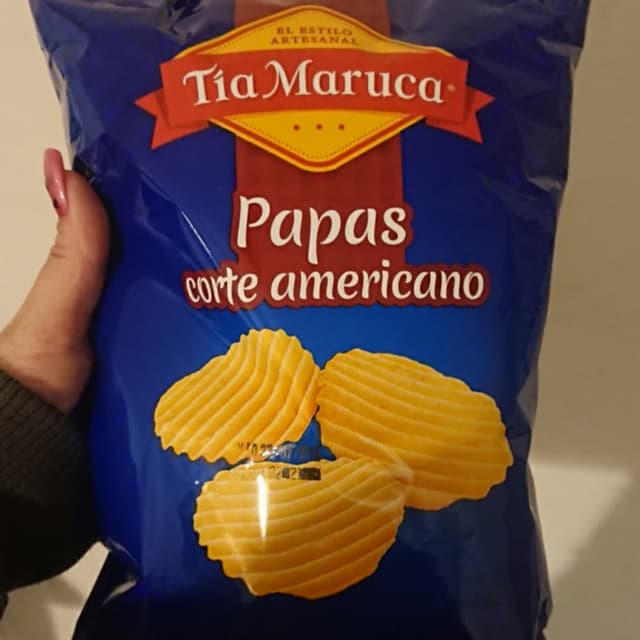 EL ESTILO
ARTESANAL
Tía Maruca
Papas
corte americano